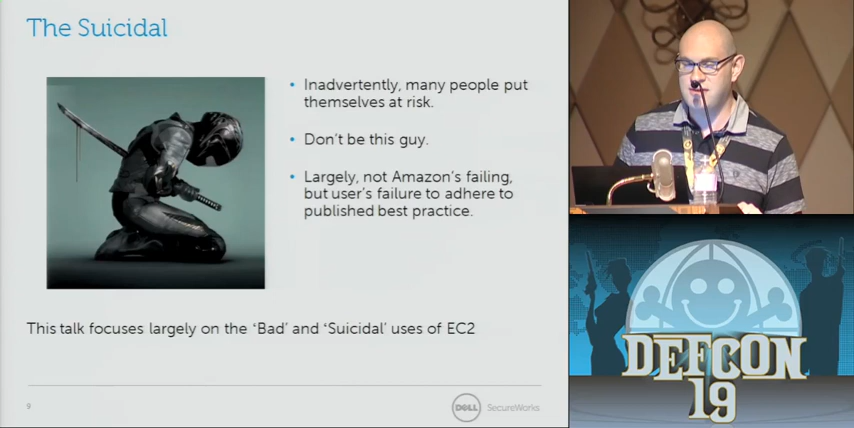 The Suicidal
• Inadvertently, many people put
themselves at risk.
• Don't be this guy.
• Largely, not Amazon's failing,
but user's failure to adhere to
published best practice.
This talk focuses largely on the 'Bad' and 'Suicidal' uses of EC2
9
DELL SecureWorks
DEFCON
19